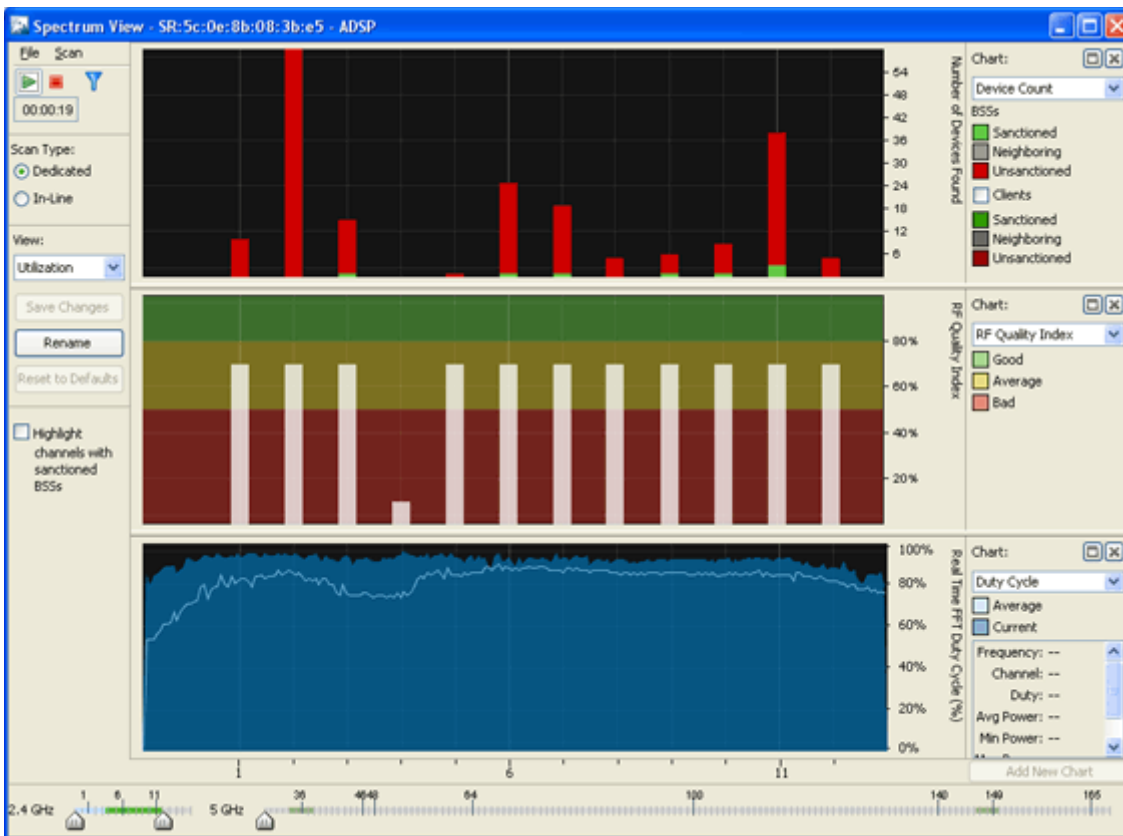 Spectrum View - SR:5c:0e:8b:08:3b:e5 - ADSP
File Scan
00:00:19
Scan Type:
Dedicated
In-Line
View:
Utilization
Save Changes
Rename
Reset to Defaults
Highlight
channels with
sanctioned
BSSs
54
48
42
36
30
24
18
12
6
Number of Devices Found
Chart:
Device Count
BSSs
Sanctioned
Neighboring
Unsanctioned
Clients
Sanctioned
Neighboring
Unsanctioned
80%
60%
40%
20%
RF Quality Index
Chart:
RF Quality Index
Good
Average
Bad
100%
80%
60%
40%
20%
0%
Real Time FFT Duty Cycle (%)
Chart:
Duty Cycle
Average
Current
Frequency: --
Channel: --
Duty: --
Avg Power: --
Min Power: --
Add New Chart
1 6 11
2.4 GHz 1 6 11 5 GHz 36 4648 64 100 140 149 165